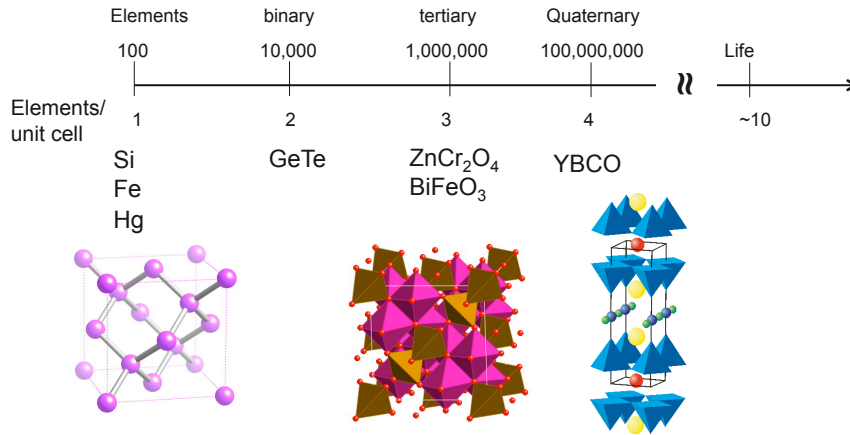 Elements binary tertiary Quaternary
100 10,000 1,000,000 100,000,000 Life
Elements/
unit cell
1 2 3 4 ~10
Si GeTe ZnCr₂O₄ YBCO
Fe BiFeO₃
Hg